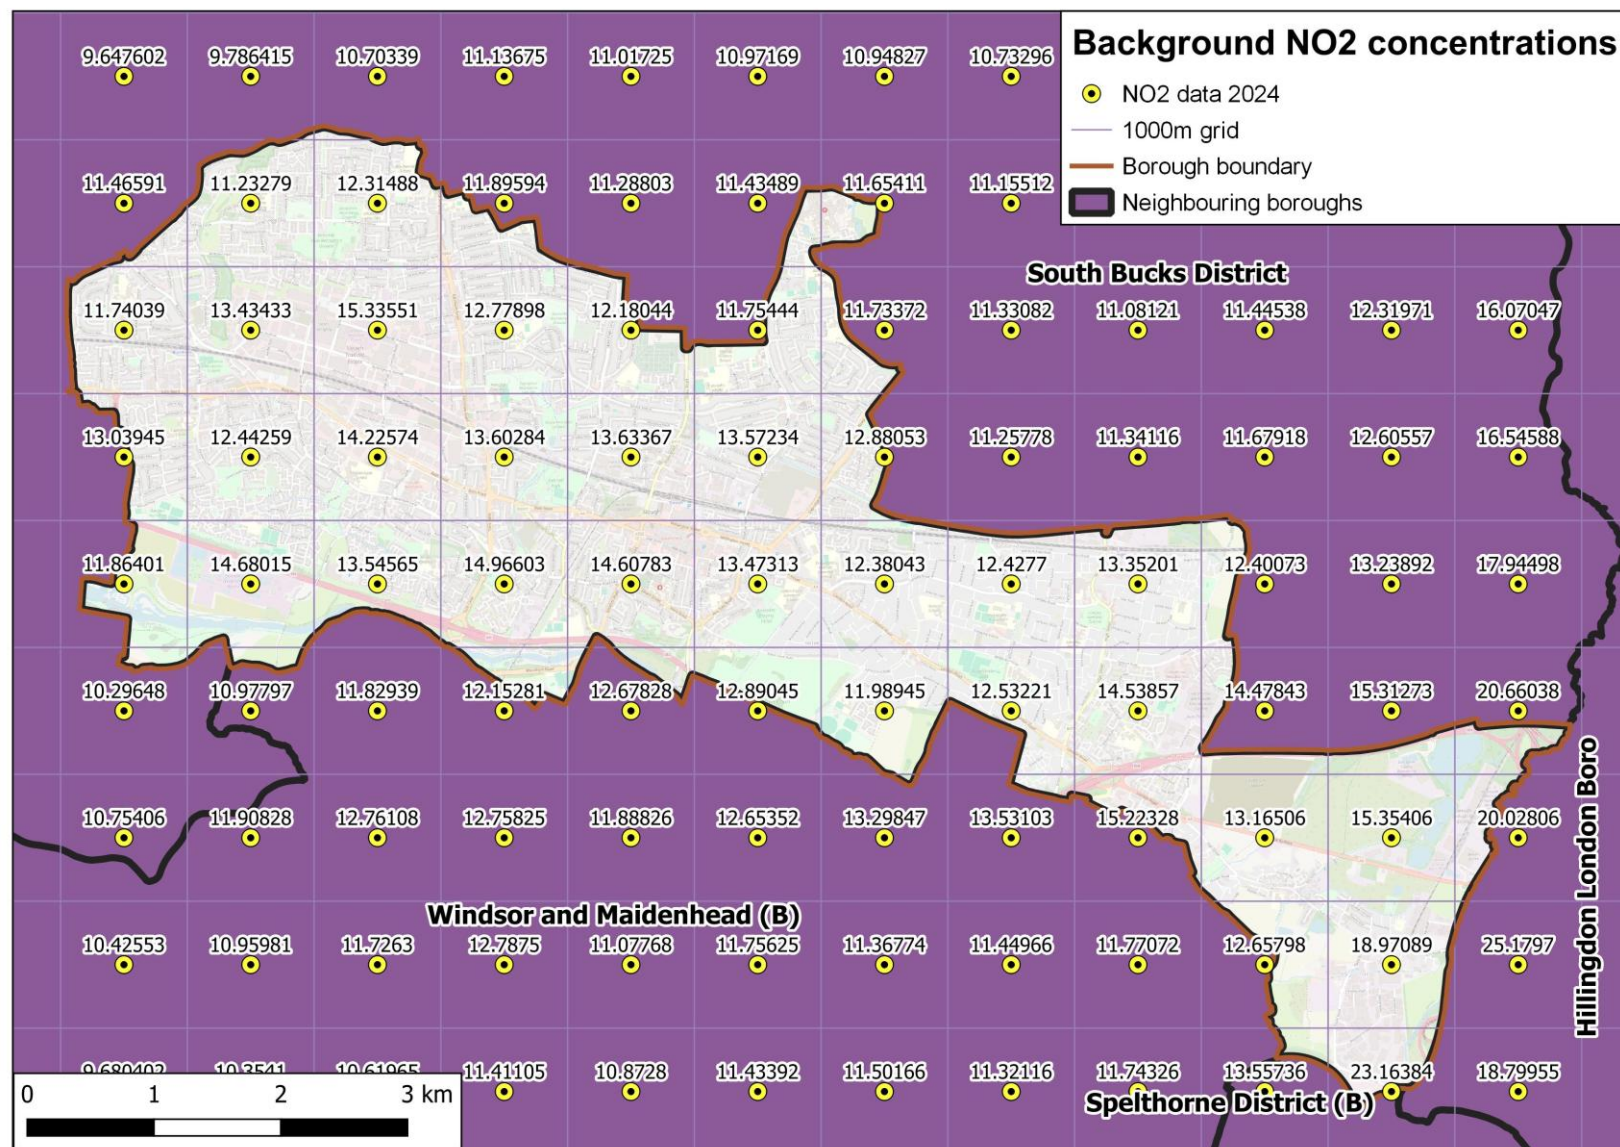 Background NO2 concentrations
NO2 data 2024
1000m grid
Borough boundary
Neighbouring boroughs
9.647602 9.786415 10.70339 11.13675 11.01725 10.97169 10.94827 10.73296
11.46591 11.23279 12.31488 11.89594 11.28803 11.43489 11.65411 11.15512
South Bucks District
11.74039 13.43433 15.33551 12.77898 12.18044 11.75444 11.73372 11.33082 11.08121 11.44538 12.31971 16.07047
13.03945 12.44259 14.22574 13.60284 13.63367 13.57234 12.88053 11.25778 11.34116 11.67918 12.60557 16.54588
11.86401 14.68015 13.54565 14.96603 14.60783 13.47313 12.38043 12.4277 13.35201 12.40073 13.23892 17.94498
10.29648 10.97797 11.82939 12.15281 12.67828 12.89045 11.98945 12.53221 14.53857 14.47843 15.31273 20.66038
10.75406 11.90828 12.76108 12.75825 11.88826 12.65352 13.29847 13.53103 15.22328 13.16506 15.35406 20.02806
Hillingdon London Boro
Windsor and Maidenhead (B)
10.42553 10.95981 11.7263 12.7875 11.07768 11.75625 11.36774 11.44966 11.77072 12.65798 18.97089 25.1797
9.680402 10.3541 10.61965 11.41105 10.8728 11.43392 11.50166 11.32116 11.74326 13.55736 23.16384 18.79955
Spelthorne District (B)
0 1 2 3 km